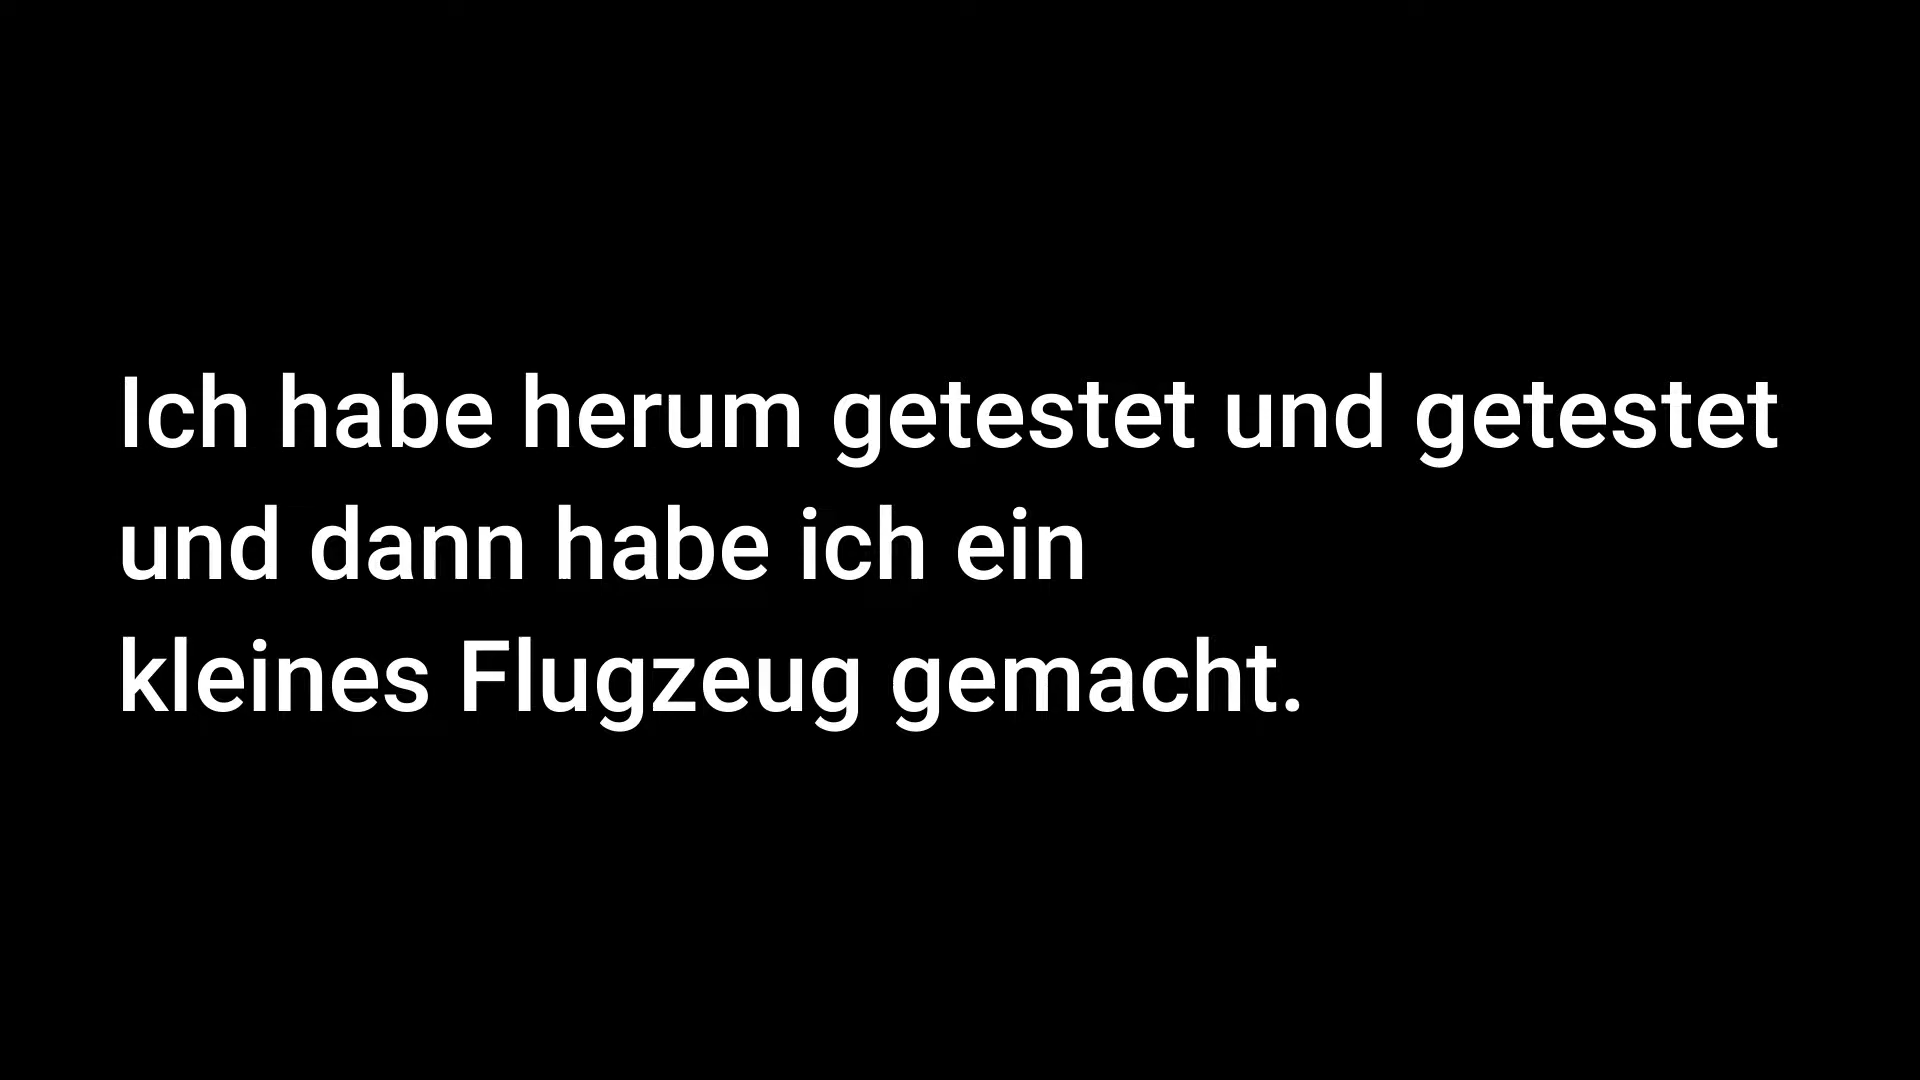 Ich habe herum getestet und getestet
und dann habe ich ein
kleines Flugzeug gemacht.